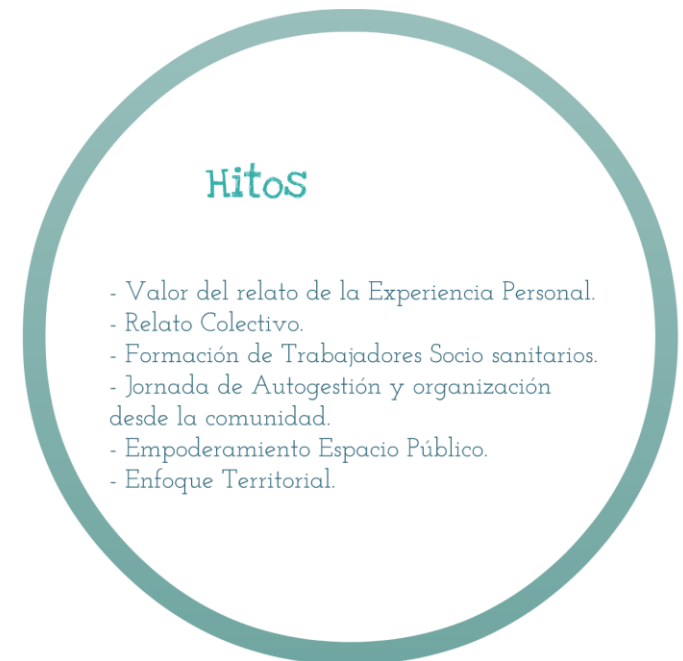 Hitos
- Valor del relato de la Experiencia Personal.
- Relato Colectivo.
- Formación de Trabajadores Socio sanitarios.
- Jornada de Autogestión y organización
desde la comunidad.
- Empoderamiento Espacio Público.
- Enfoque Territorial.